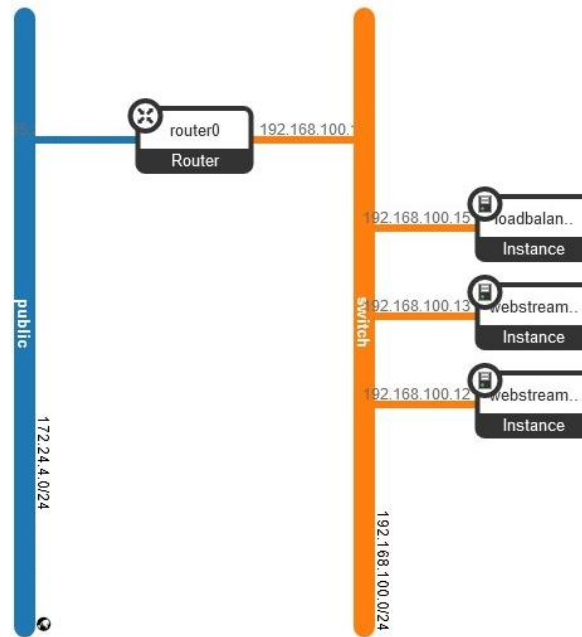 router0
Router
192.168.100.1
192.168.100.15
loadbalan..
Instance
192.168.100.13
webstream..
Instance
192.168.100.12
webstream..
Instance
public
switch
172.24.4.0/24
192.168.100.0/24